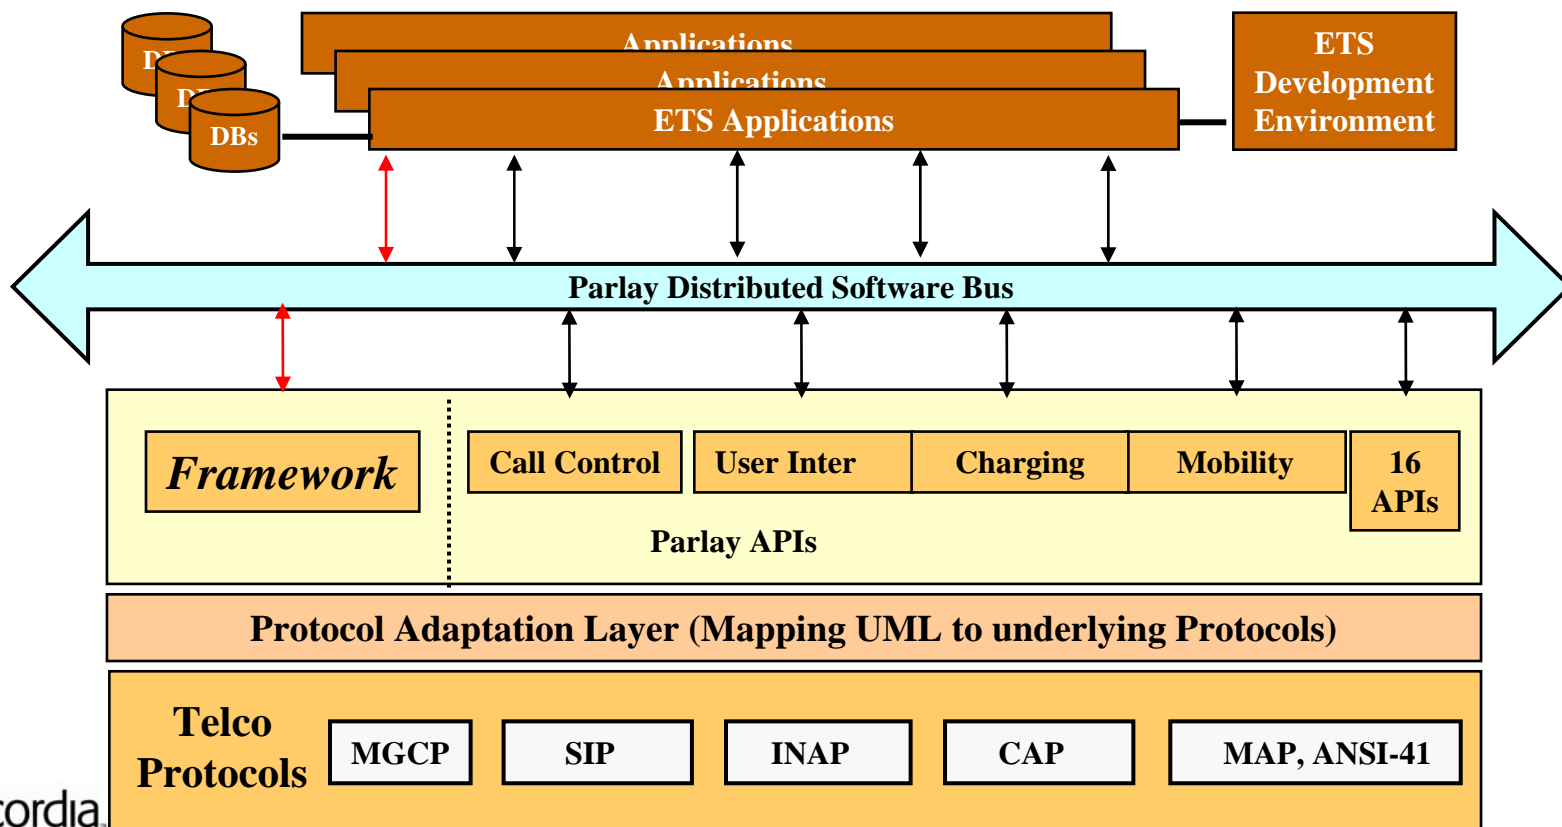 Applications
Applications
ETS Applications
DBs
ETS
Development
Environment
Parlay Distributed Software Bus
Framework
Call Control
User Inter
Charging
Mobility
16
APIs
Parlay APIs
Protocol Adaptation Layer (Mapping UML to underlying Protocols)
Telco
Protocols
MGCP
SIP
INAP
CAP
MAP, ANSI-41